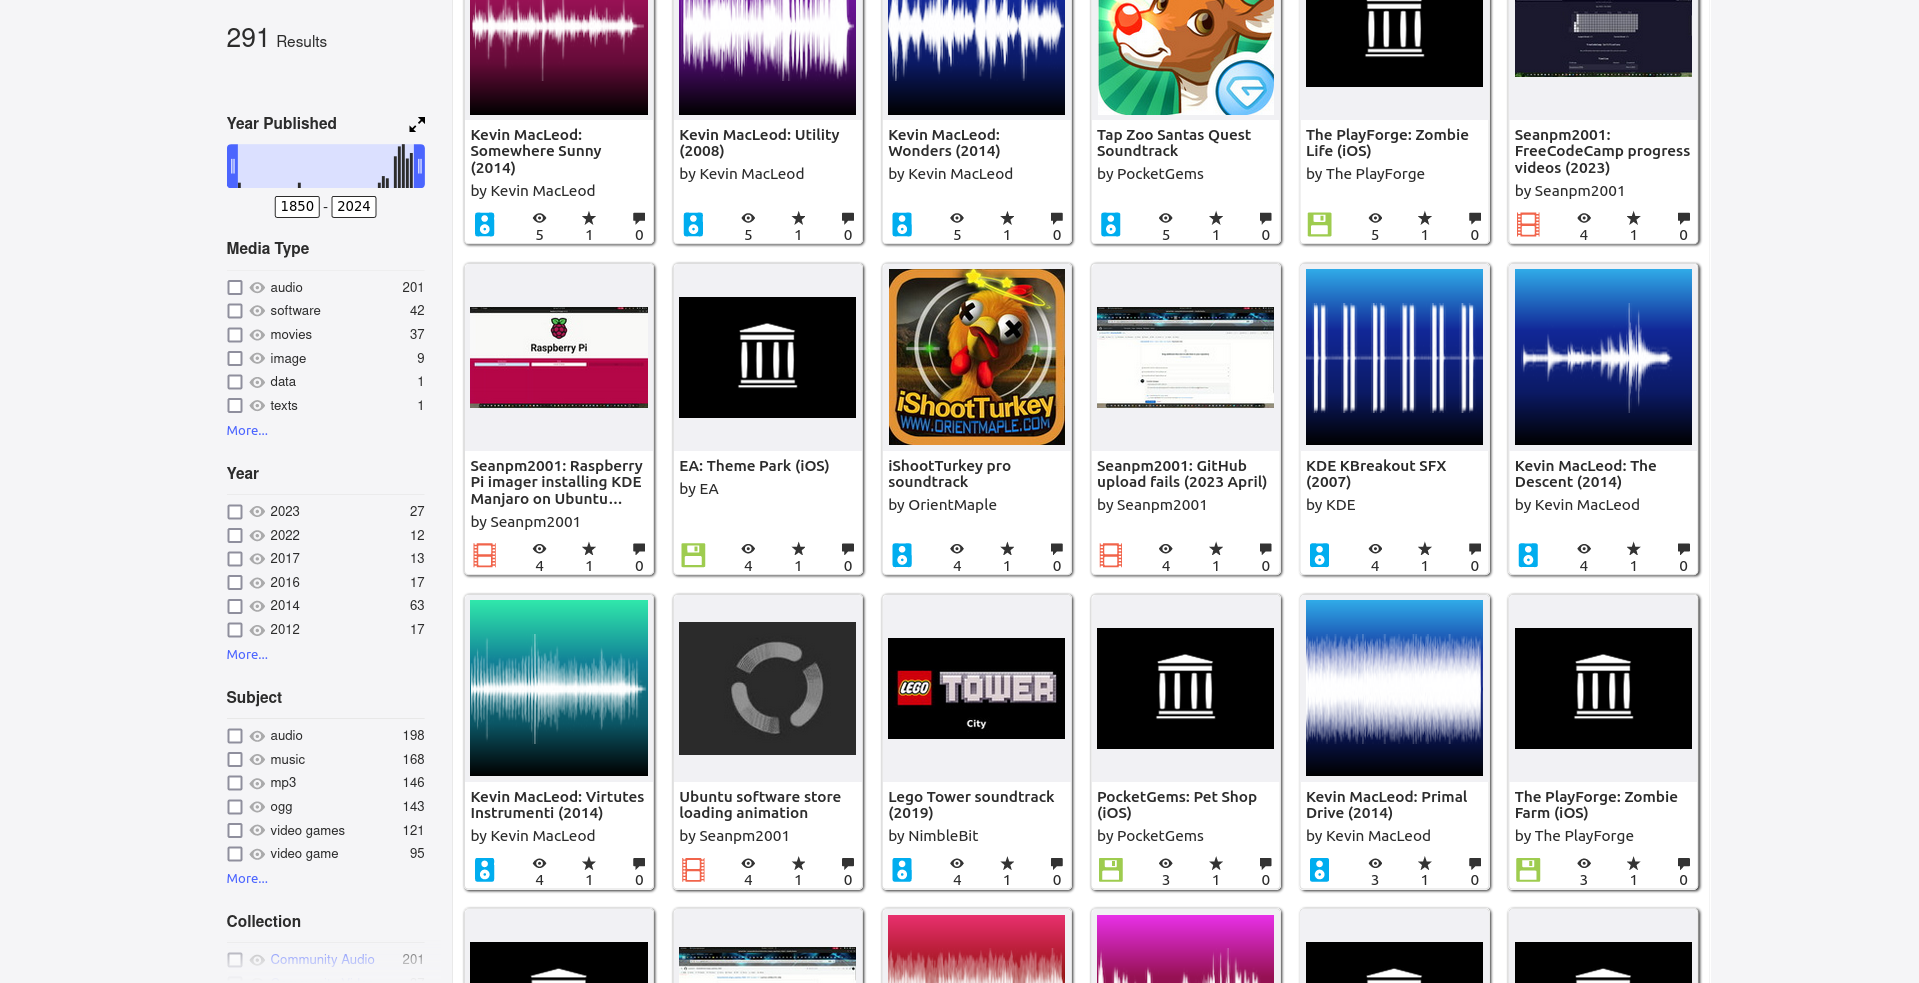 291 Results
Year Published
1850 - 2024
Media Type
audio 201
software 42
movies 37
image 9
data 1
texts 1
More...
Year
2023 27
2022 12
2017 13
2016 17
2014 63
2012 17
More...
Subject
audio 198
music 168
mp3 146
ogg 143
video games 121
video game 95
More...
Collection
Community Audio 201
Kevin MacLeod:
Somewhere Sunny
(2014)
by Kevin MacLeod
5 1 0
Kevin MacLeod: Utility
(2008)
by Kevin MacLeod
5 1 0
Kevin MacLeod:
Wonders (2014)
by Kevin MacLeod
5 1 0
Tap Zoo Santas Quest
Soundtrack
by PocketGems
5 1 0
The PlayForge: Zombie
Life (iOS)
by The PlayForge
5 1 0
Seanpm2001:
FreeCodeCamp progress
videos (2023)
by Seanpm2001
4 1 0
Raspberry Pi
Seanpm2001: Raspberry
Pi imager installing KDE
Manjaro on Ubuntu...
by Seanpm2001
4 1 0
EA: Theme Park (iOS)
by EA
4 1 0
iShootTurkey
WWW.ORIENTMAPLE.COM
iShootTurkey pro
soundtrack
by OrientMaple
4 1 0
Seanpm2001: GitHub
upload fails (2023 April)
by Seanpm2001
4 1 0
KDE KBreakout SFX
(2007)
by KDE
4 1 0
Kevin MacLeod: The
Descent (2014)
by Kevin MacLeod
4 1 0
Kevin MacLeod: Virtutes
Instrumenti (2014)
by Kevin MacLeod
4 1 0
Ubuntu software store
loading animation
by Seanpm2001
4 1 0
LEGO TOWER
City
Lego Tower soundtrack
(2019)
by NimbleBit
4 1 0
PocketGems: Pet Shop
(iOS)
by PocketGems
3 1 0
Kevin MacLeod: Primal
Drive (2014)
by Kevin MacLeod
3 1 0
The PlayForge: Zombie
Farm (iOS)
by The PlayForge
3 1 0